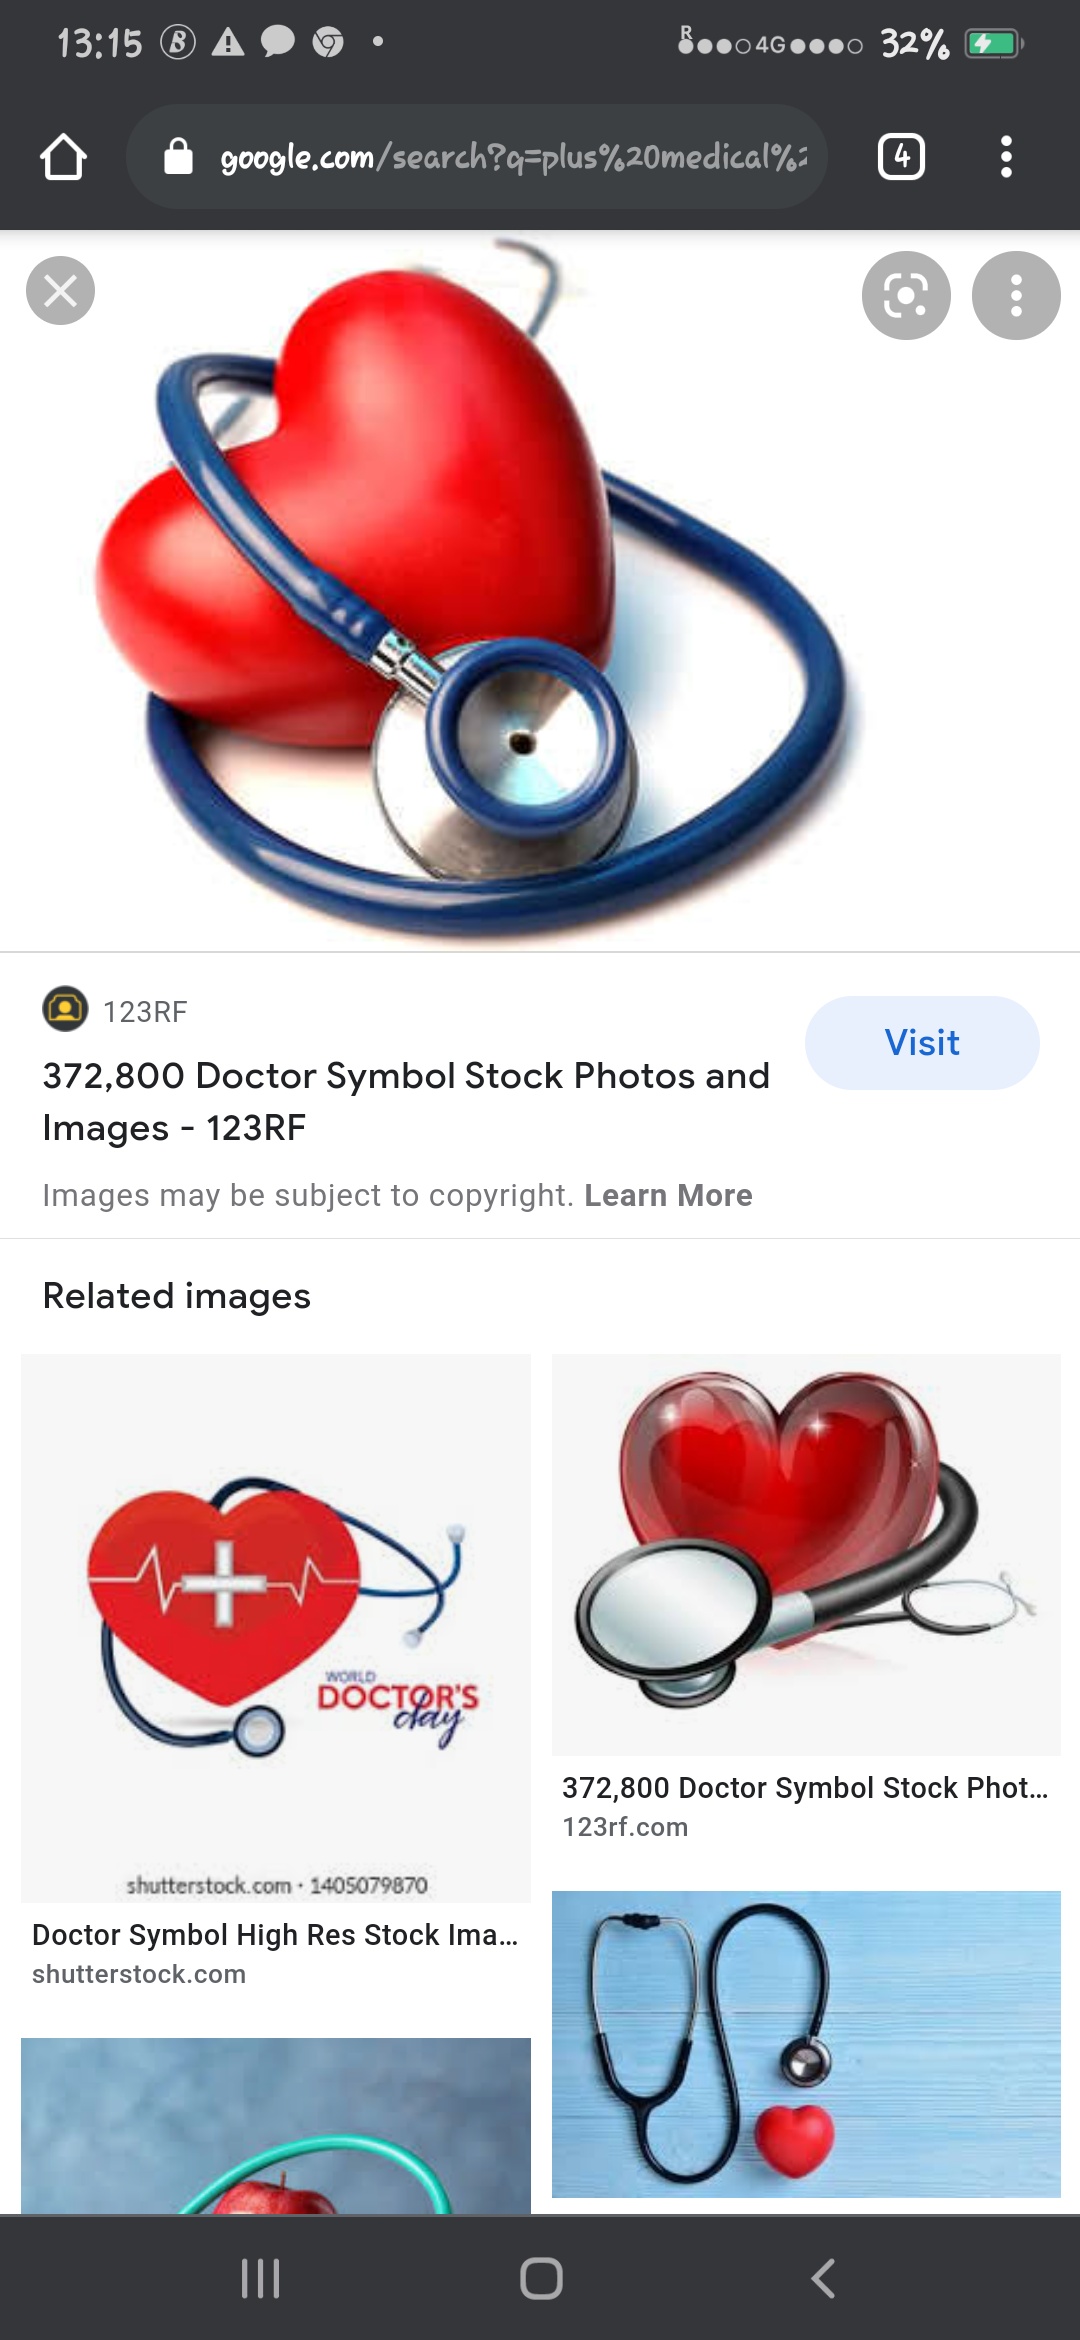 13:15
R
4G
32%
google.com/search?q=plus%20medical%2
4
123RF
372,800 Doctor Symbol Stock Photos and
Images - 123RF
Visit
Images may be subject to copyright. Learn More
Related images
WORLD
DOCTOR'S
day
shutterstock.com · 1405079870
Doctor Symbol High Res Stock Ima...
shutterstock.com
372,800 Doctor Symbol Stock Phot...
123rf.com